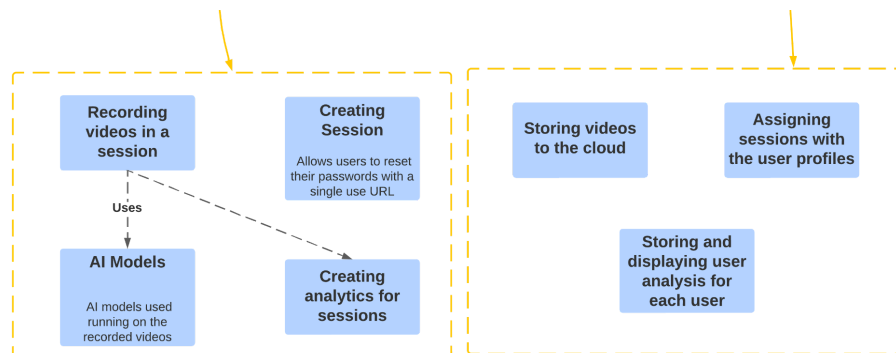 Recording
videos in a
session
Creating
Session
Allows users to reset
their passwords with a
single use URL
Uses
AI Models
AI models used
running on the
recorded videos
Creating
analytics for
sessions
Storing videos
to the cloud
Assigning
sessions with
the user profiles
Storing and
displaying user
analysis for
each user